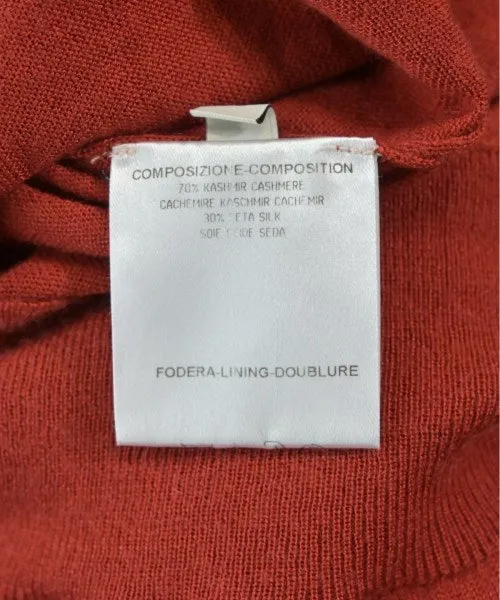 COMPOSIZIONE-COMPOSITION
70% KASHMIR CASHMERE
CACHEMIRE KASCHMIR CACHEMIR
30% SETA SILK
SOIE SEIDE SEDA
FODERA-LINING-DOUBLURE